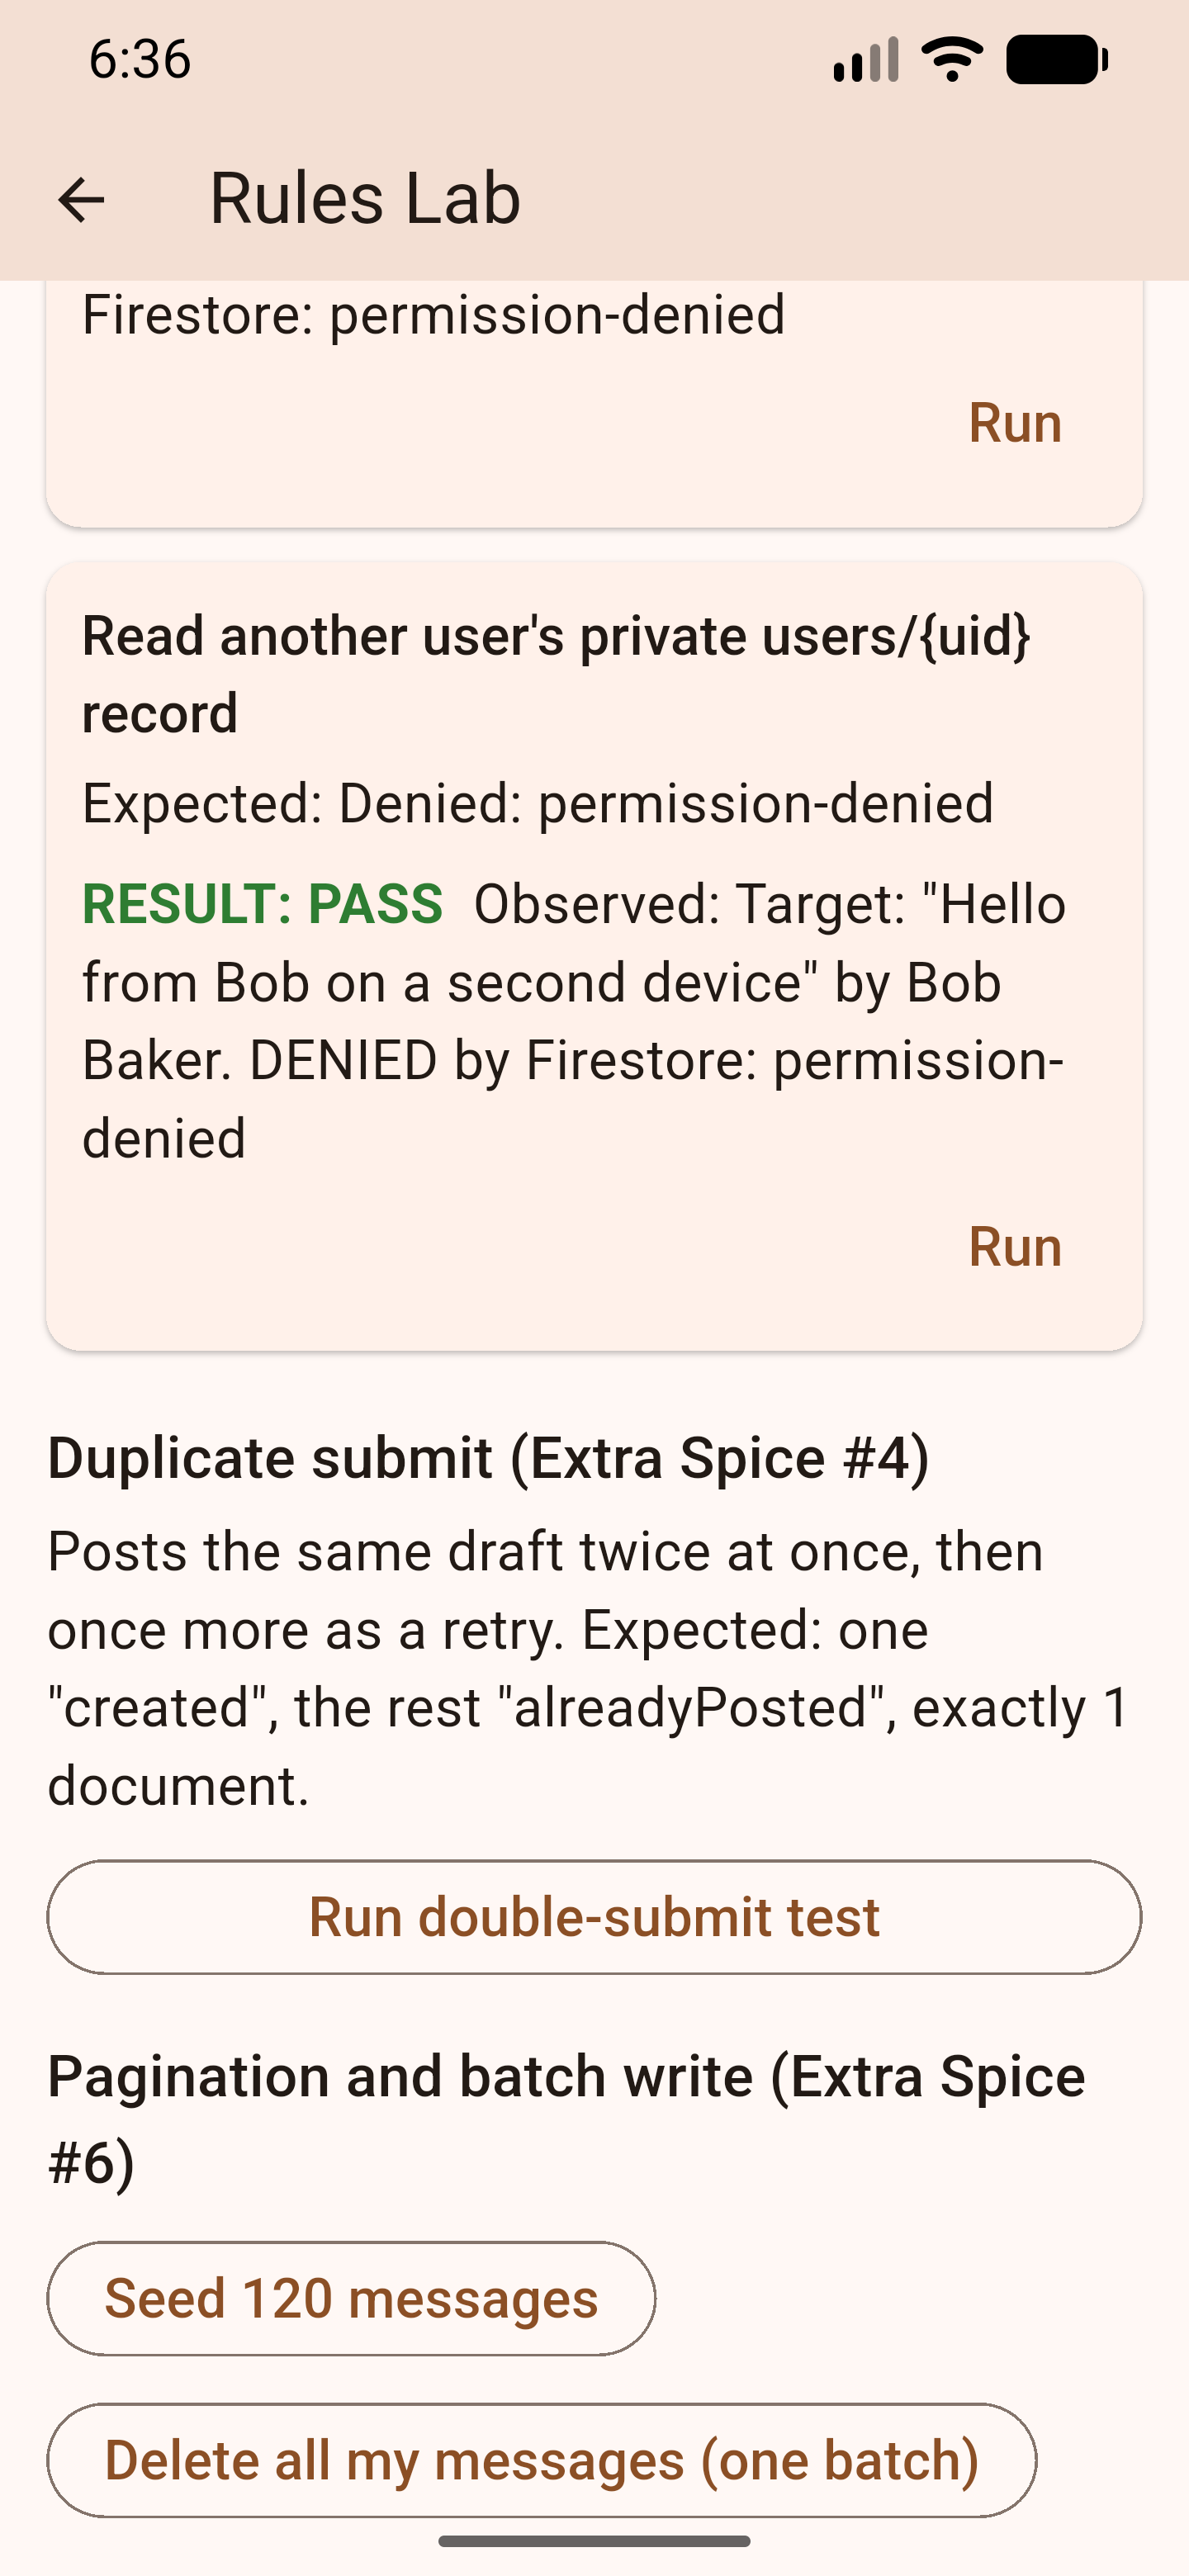 6:36
Rules Lab
Firestore: permission-denied
Run
Read another user's private users/{uid}
record
Expected: Denied: permission-denied
RESULT: PASS Observed: Target: "Hello
from Bob on a second device" by Bob
Baker. DENIED by Firestore: permission-
denied
Run
Duplicate submit (Extra Spice #4)
Posts the same draft twice at once, then
once more as a retry. Expected: one
"created", the rest "alreadyPosted", exactly 1
document.
Run double-submit test
Pagination and batch write (Extra Spice
#6)
Seed 120 messages
Delete all my messages (one batch)